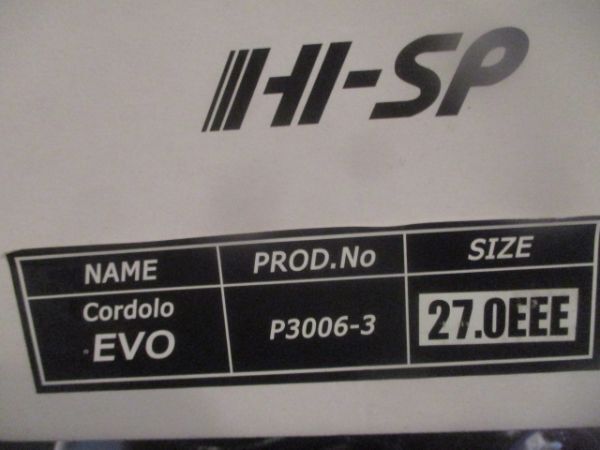 HI-SP
NAME PROD.No SIZE
Cordolo
EVO P3006-3 27.0EEE